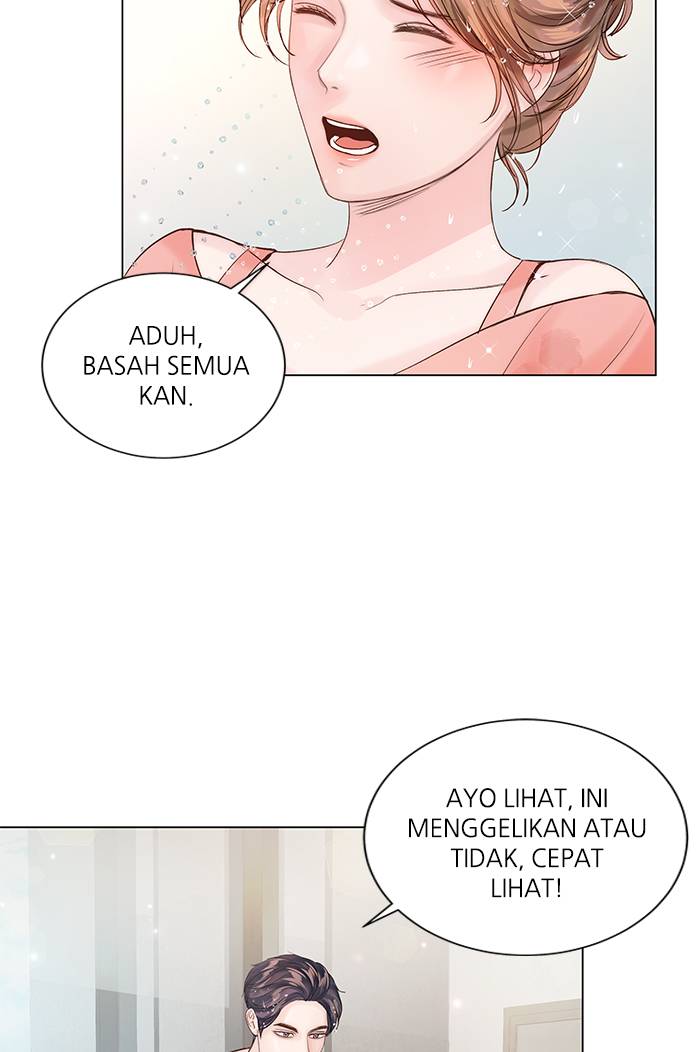 ADUH,
BASAH SEMUA
KAN.
AYO LIHAT, INI
MENGGELIKAN ATAU
TIDAK, CEPAT
LIHAT!